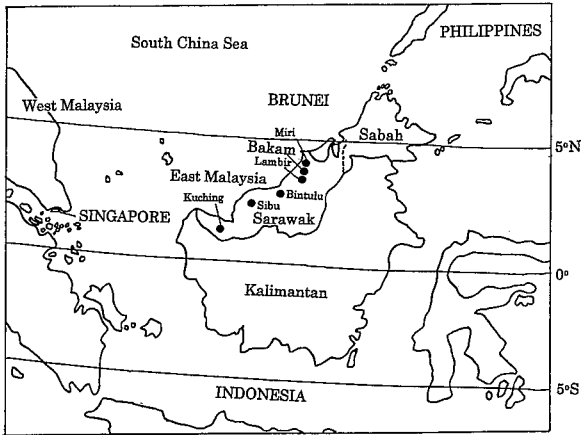 South China Sea
PHILIPPINES
West Malaysia
BRUNEI
Miri
Sabah
Bakam
5°N
Lambir
East Malaysia
Kuching
Bintulu
SINGAPORE
Sibu
Sarawak
0°
Kalimantan
INDONESIA
5°S